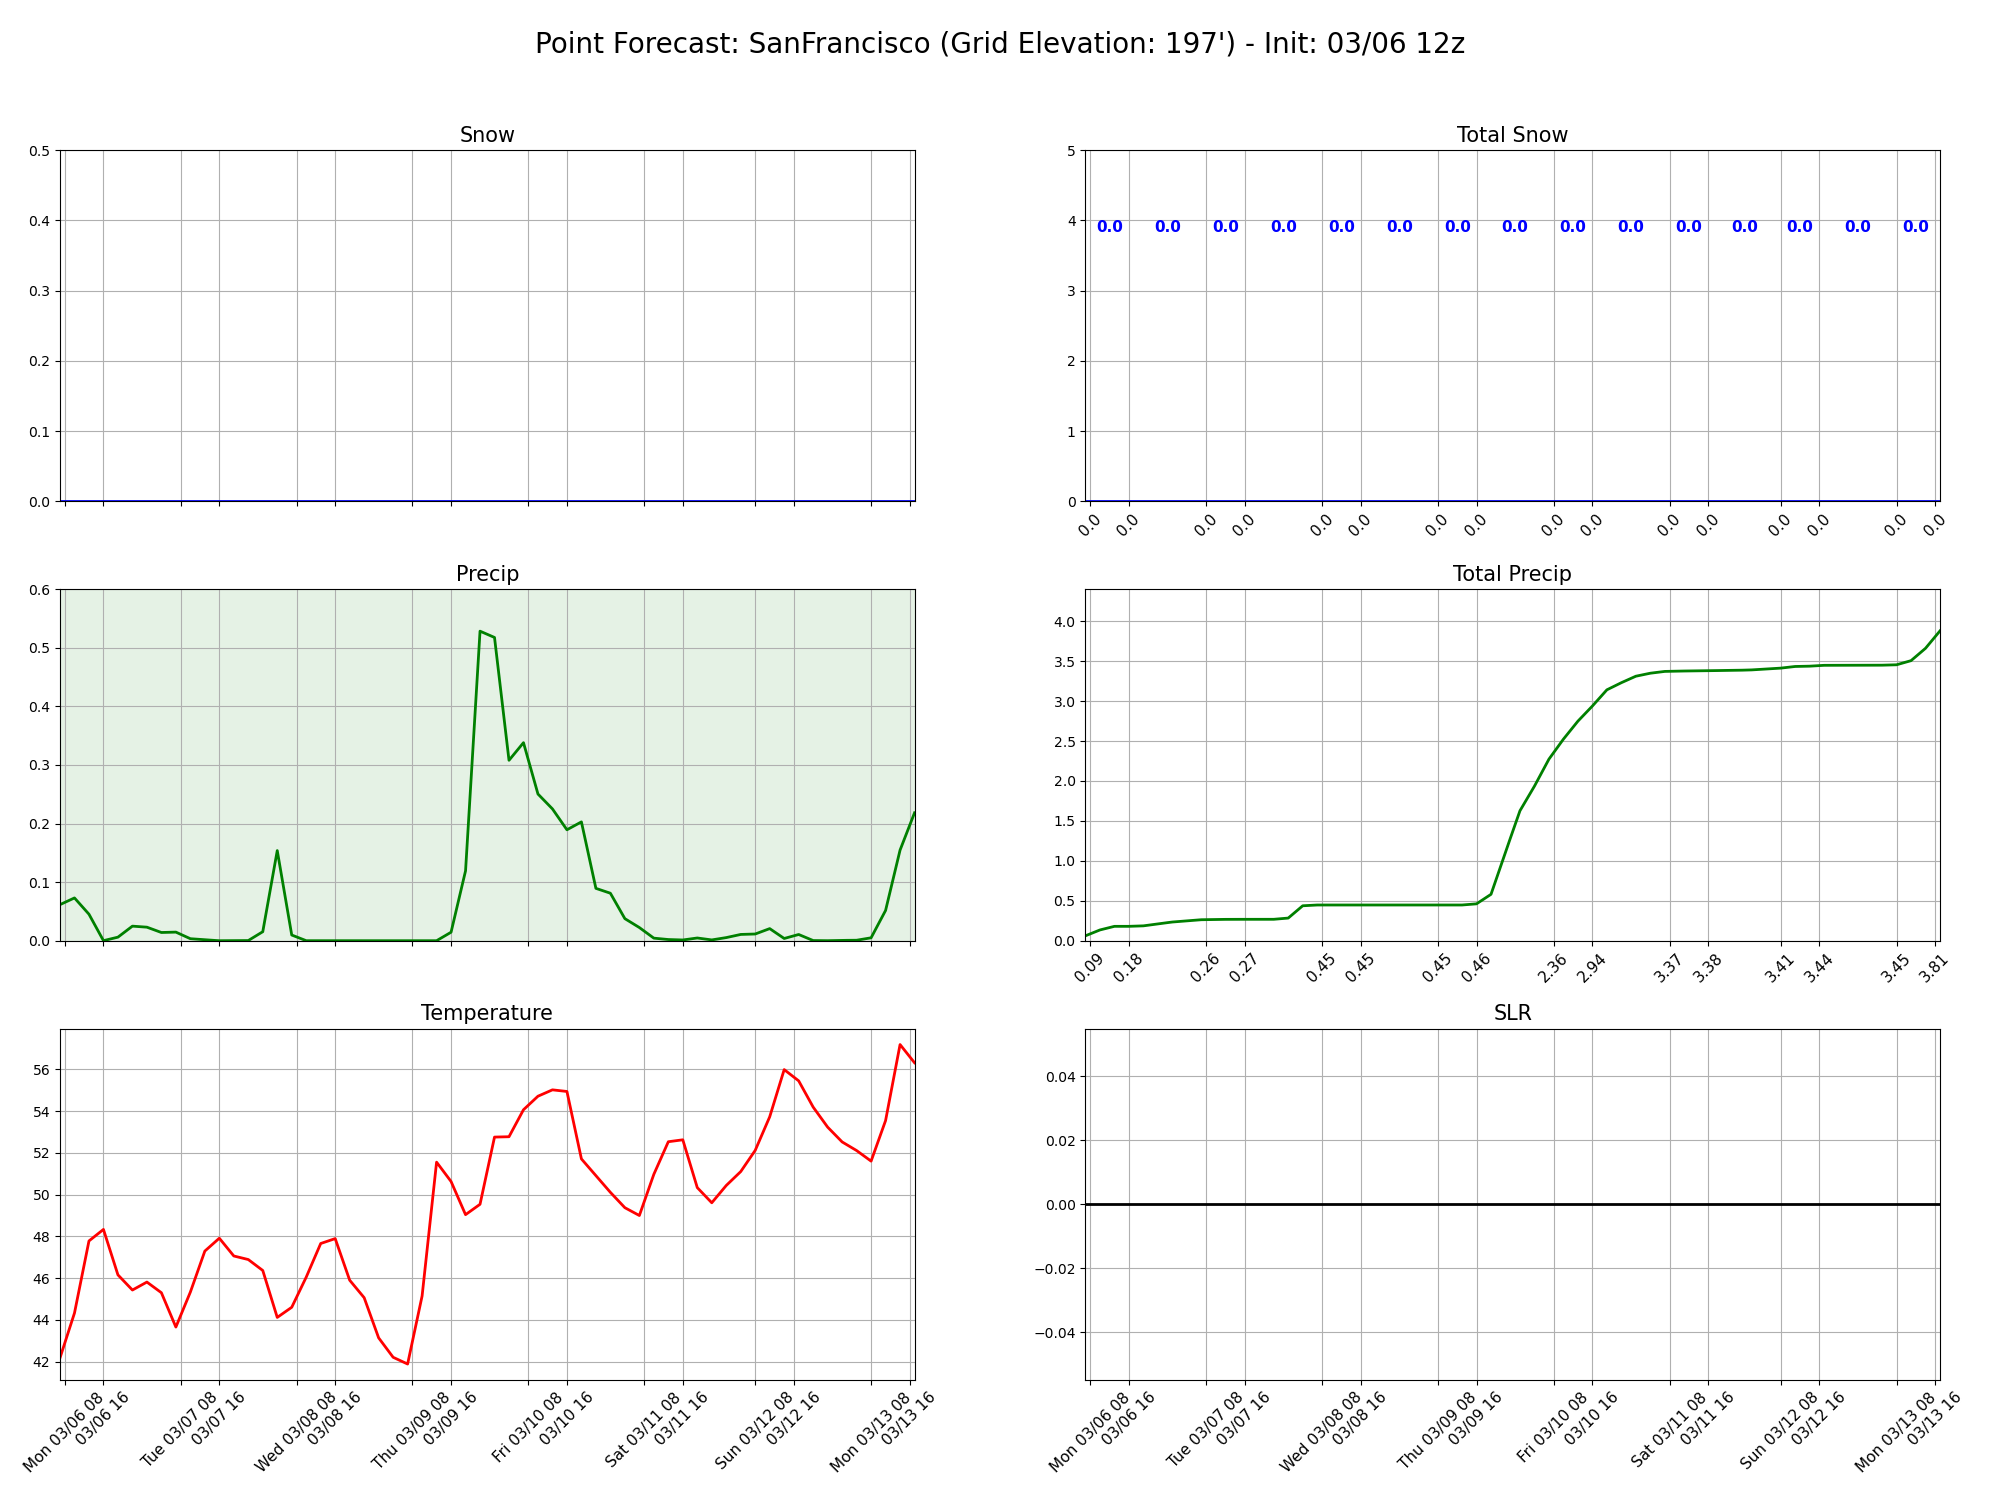 Point Forecast: SanFrancisco (Grid Elevation: 197') - Init: 03/06 12z
Snow
0.5
0.4
0.3
0.2
0.1
0.0
Total Snow
5
4
3
2
1
0
0.0 0.0 0.0 0.0 0.0 0.0 0.0 0.0 0.0 0.0 0.0 0.0 0.0 0.0 0.0
0.0 0.0 0.0 0.0 0.0 0.0 0.0 0.0 0.0 0.0 0.0 0.0 0.0 0.0 0.0 0.0
Precip
0.6
0.5
0.4
0.3
0.2
0.1
0.0
Total Precip
4.0
3.5
3.0
2.5
2.0
1.5
1.0
0.5
0.0
0.09 0.18 0.26 0.27 0.45 0.45 0.45 0.46 2.36 2.94 3.37 3.38 3.41 3.44 3.45 3.81
Temperature
56
54
52
50
48
46
44
42
Mon 03/06 08
03/06 16
Tue 03/07 08
03/07 16
Wed 03/08 08
03/08 16
Thu 03/09 08
03/09 16
Fri 03/10 08
03/10 16
Sat 03/11 08
03/11 16
Sun 03/12 08
03/12 16
Mon 03/13 08
03/13 16
SLR
0.04
0.02
0.00
−0.02
−0.04
Mon 03/06 08
03/06 16
Tue 03/07 08
03/07 16
Wed 03/08 08
03/08 16
Thu 03/09 08
03/09 16
Fri 03/10 08
03/10 16
Sat 03/11 08
03/11 16
Sun 03/12 08
03/12 16
Mon 03/13 08
03/13 16